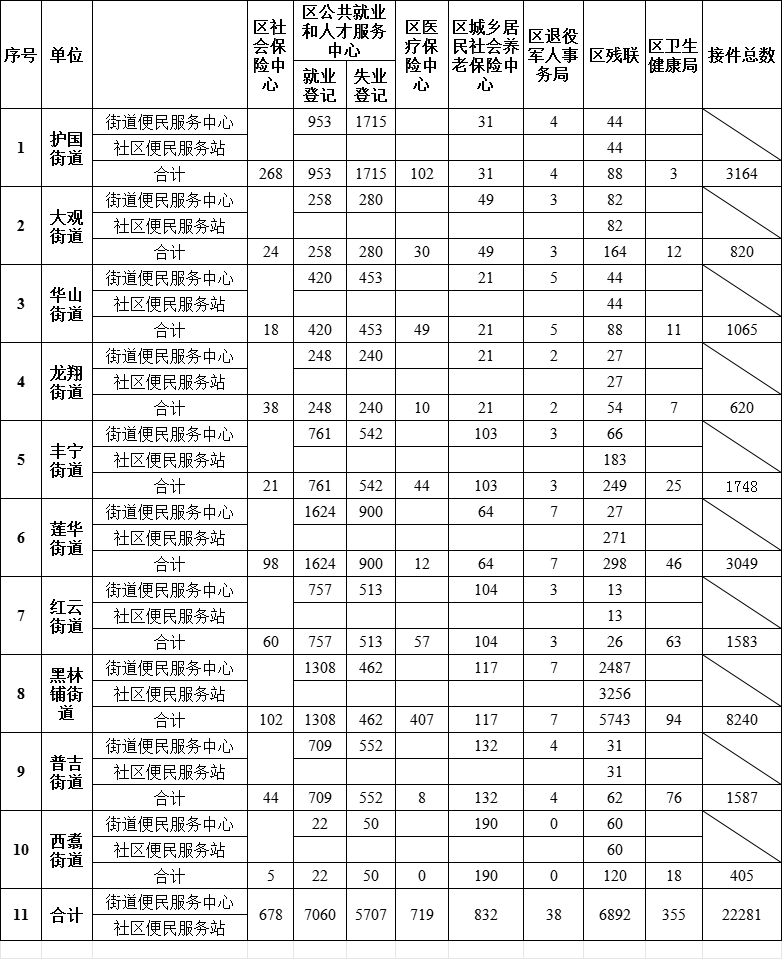 序号 单位 区社会保险中心 区公共就业和人才服务中心 区医疗保险中心 区城乡居民社会养老保险中心 区退役军人事务局 区残联 区卫生健康局 接件总数
就业登记 失业登记
1 护国街道 街道便民服务中心 953 1715 31 4 44
社区便民服务站 44
合计 268 953 1715 102 31 4 88 3 3164
2 大观街道 街道便民服务中心 258 280 49 3 82
社区便民服务站 82
合计 24 258 280 30 49 3 164 12 820
3 华山街道 街道便民服务中心 420 453 21 5 44
社区便民服务站 44
合计 18 420 453 49 21 5 88 11 1065
4 龙翔街道 街道便民服务中心 248 240 21 2 27
社区便民服务站 27
合计 38 248 240 10 21 2 54 7 620
5 丰宁街道 街道便民服务中心 761 542 103 3 66
社区便民服务站 183
合计 21 761 542 44 103 3 249 25 1748
6 莲华街道 街道便民服务中心 1624 900 64 7 27
社区便民服务站 271
合计 98 1624 900 12 64 7 298 46 3049
7 红云街道 街道便民服务中心 757 513 104 3 13
社区便民服务站 13
合计 60 757 513 57 104 3 26 63 1583
8 黑林铺街道 街道便民服务中心 1308 462 117 7 2487
社区便民服务站 3256
合计 102 1308 462 407 117 7 5743 94 8240
9 普吉街道 街道便民服务中心 709 552 132 4 31
社区便民服务站 31
合计 44 709 552 8 132 4 62 76 1587
10 西翥街道 街道便民服务中心 22 50 190 0 60
社区便民服务站 60
合计 5 22 50 0 190 0 120 18 405
11 合计 街道便民服务中心 678 7060 5707 719 832 38 6892 355 22281
社区便民服务站